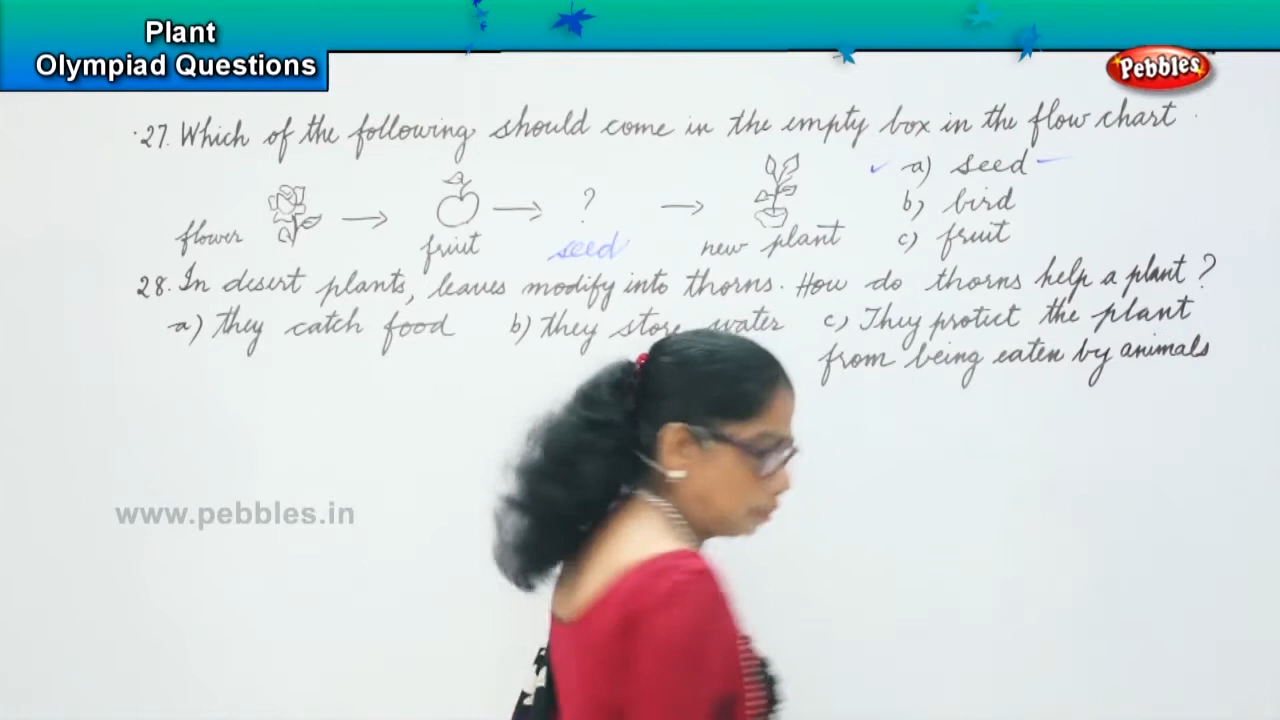 Plant
Olympiad Questions
Pebbles
27. Which of the following should come in the empty box in the flow chart
a) seed
?
b) bird
flower
fruit
seed
new plant
c) fruit
28. In desert plants, leaves modify into thorns. How do thorns help a plant?
a) they catch food b) they store water c) They protect the plant
from being eaten by animals
www.pebbles.in